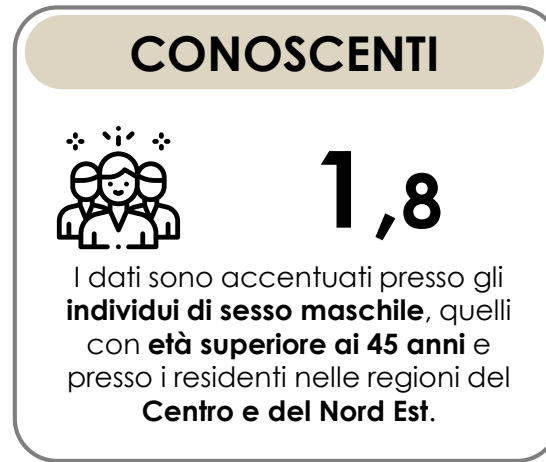 CONOSCENTI
1,8
I dati sono accentuati presso gli
individui di sesso maschile, quelli
con età superiore ai 45 anni e
presso i residenti nelle regioni del
Centro e del Nord Est.